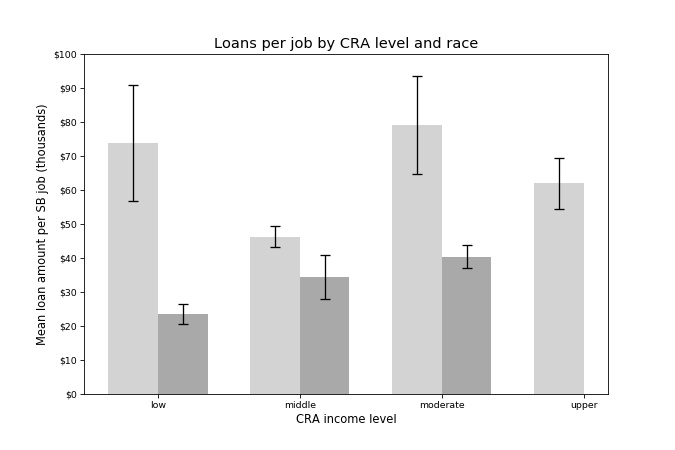 Loans per job by CRA level and race
Mean loan amount per SB job (thousands)
$100
$90
$80
$70
$60
$50
$40
$30
$20
$10
$0
low middle moderate upper
CRA income level